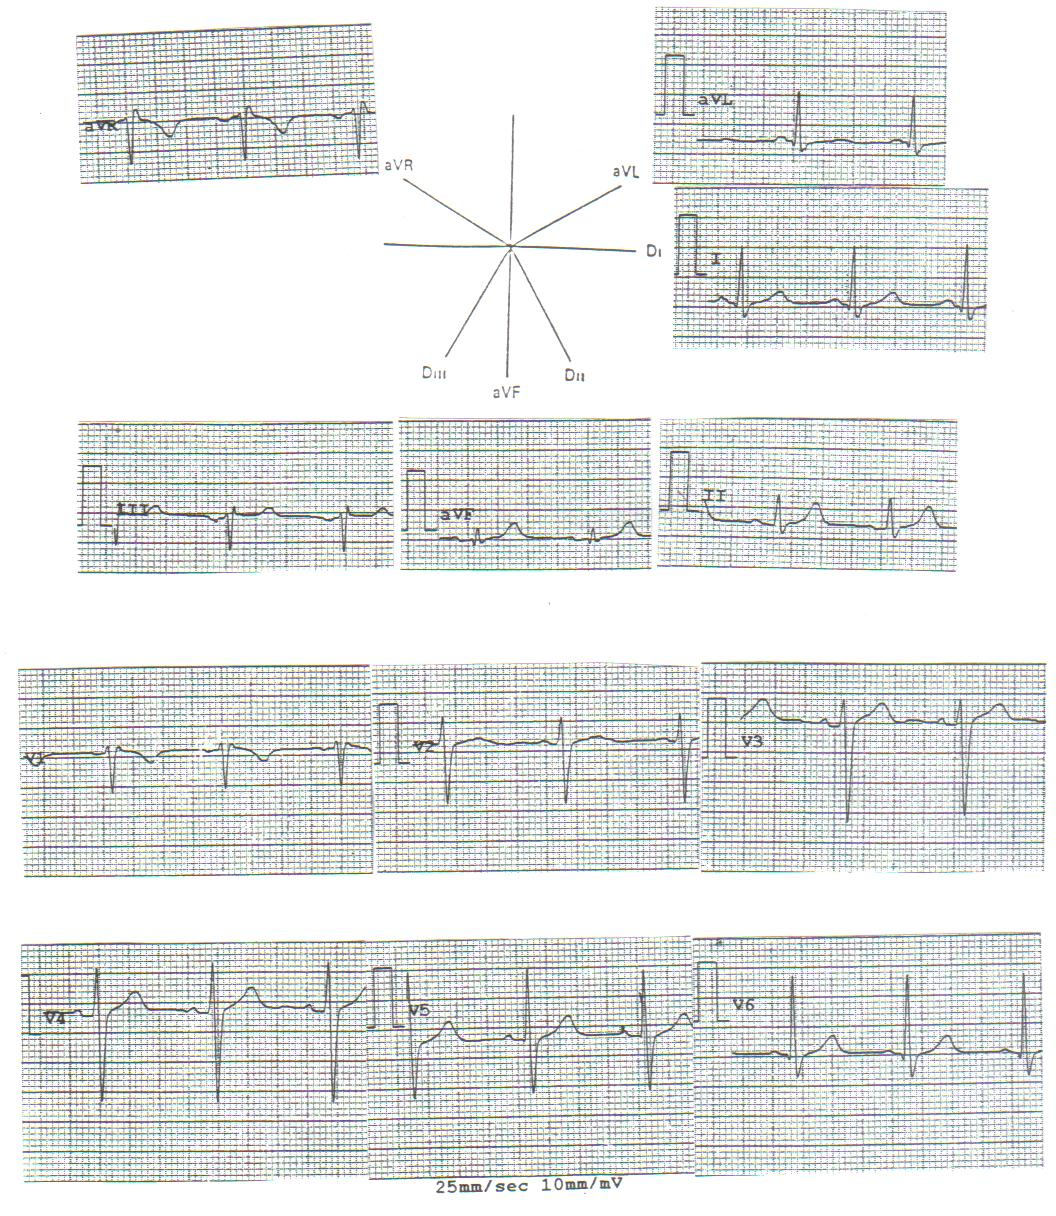 aVR
aVL
aVR
aVL
I
DI
DIII
DII
aVF
III
aVF
II
V1
V2
V3
V4
V5
V6
25mm/sec 10mm/mV